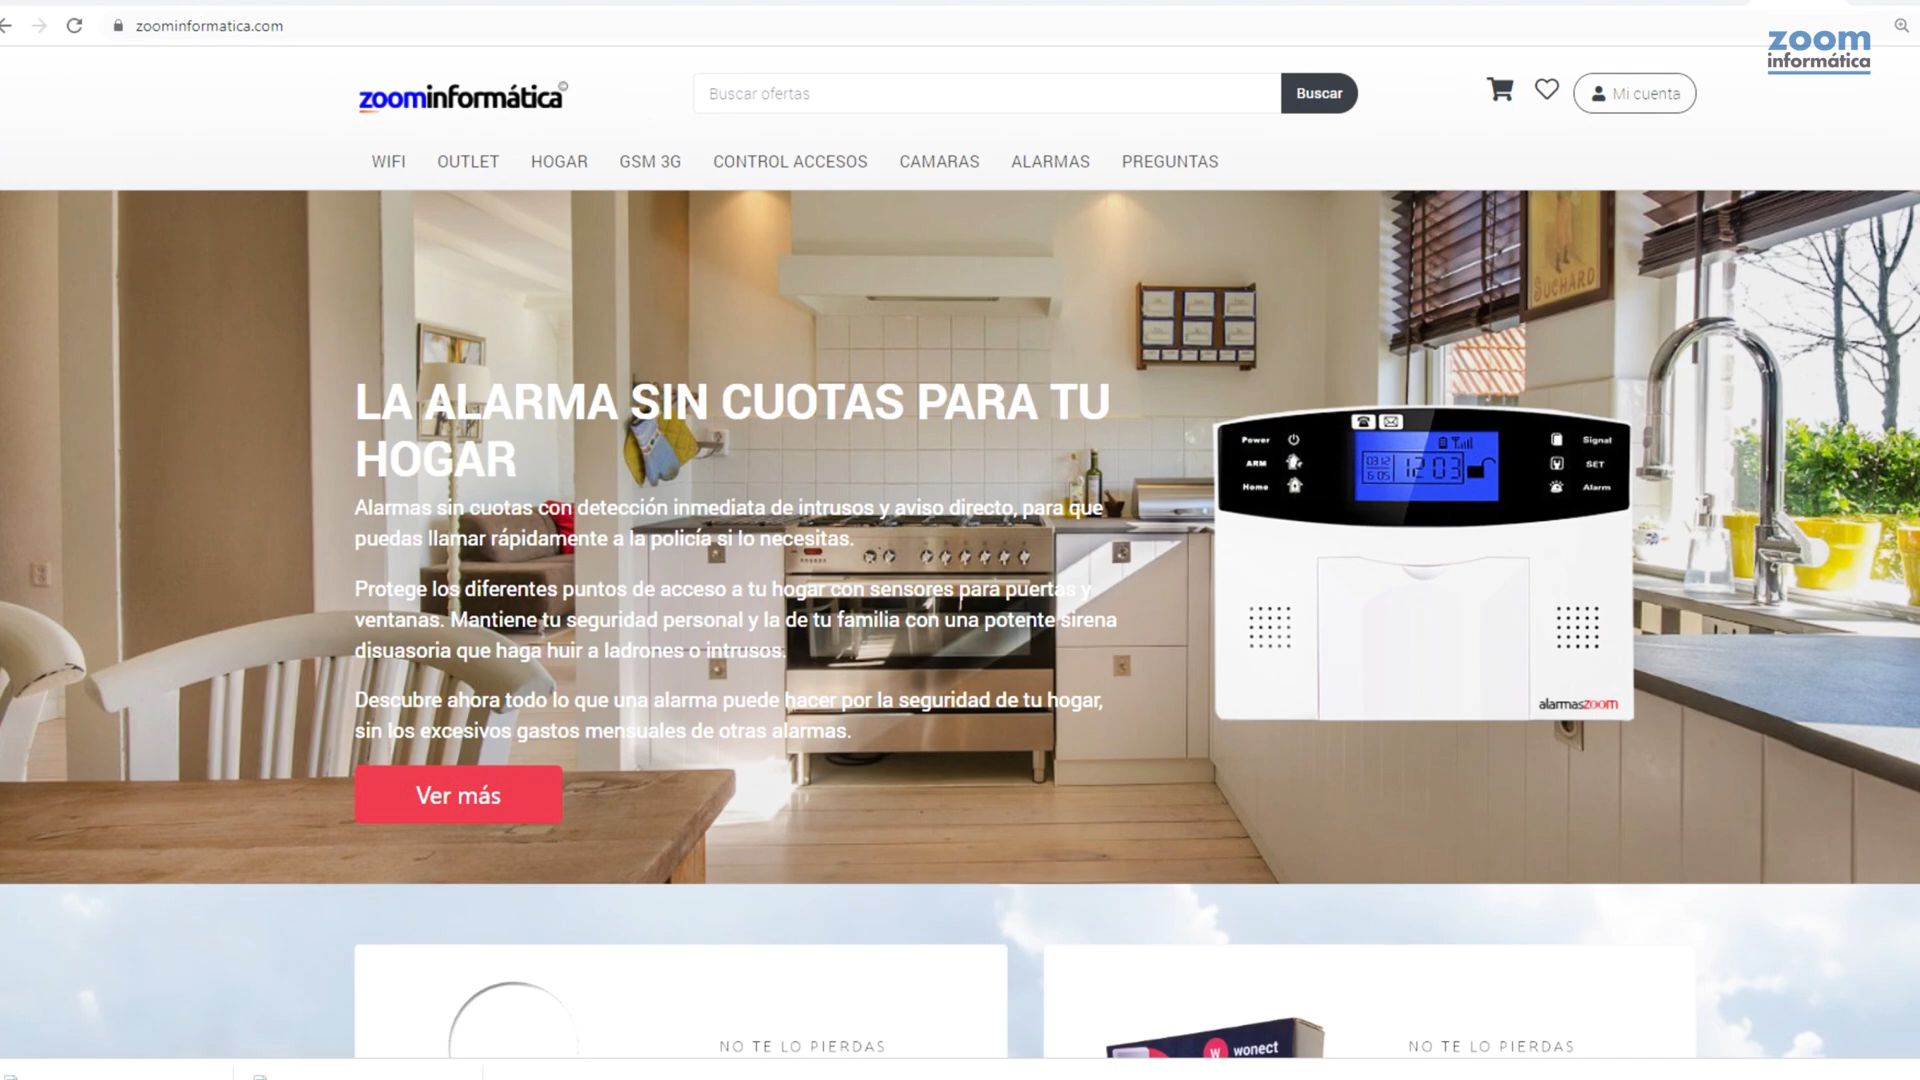 zoominformatica.com
zoom
informática
zoominformática©
Buscar ofertas
Buscar
Mi cuenta
WIFI OUTLET HOGAR GSM 3G CONTROL ACCESOS CAMARAS ALARMAS PREGUNTAS
SUCHARD
LA ALARMA SIN CUOTAS PARA TU
HOGAR
Alarmas sin cuotas con detección inmediata de intrusos y aviso directo, para que
puedas llamar rápidamente a la policía si lo necesitas.
Protege los diferentes puntos de acceso a tu hogar con sensores para puertas y
ventanas. Mantiene tu seguridad personal y la de tu familia con una potente sirena
disuasoria que haga huir a ladrones o intrusos.
Descubre ahora todo lo que una alarma puede hacer por la seguridad de tu hogar,
sin los excesivos gastos mensuales de otras alarmas.
Ver más
Power
ARM
Home
1203
Signal
SET
Alarm
alarmaszoom
NO TE LO PIERDAS
W wonect
NO TE LO PIERDAS